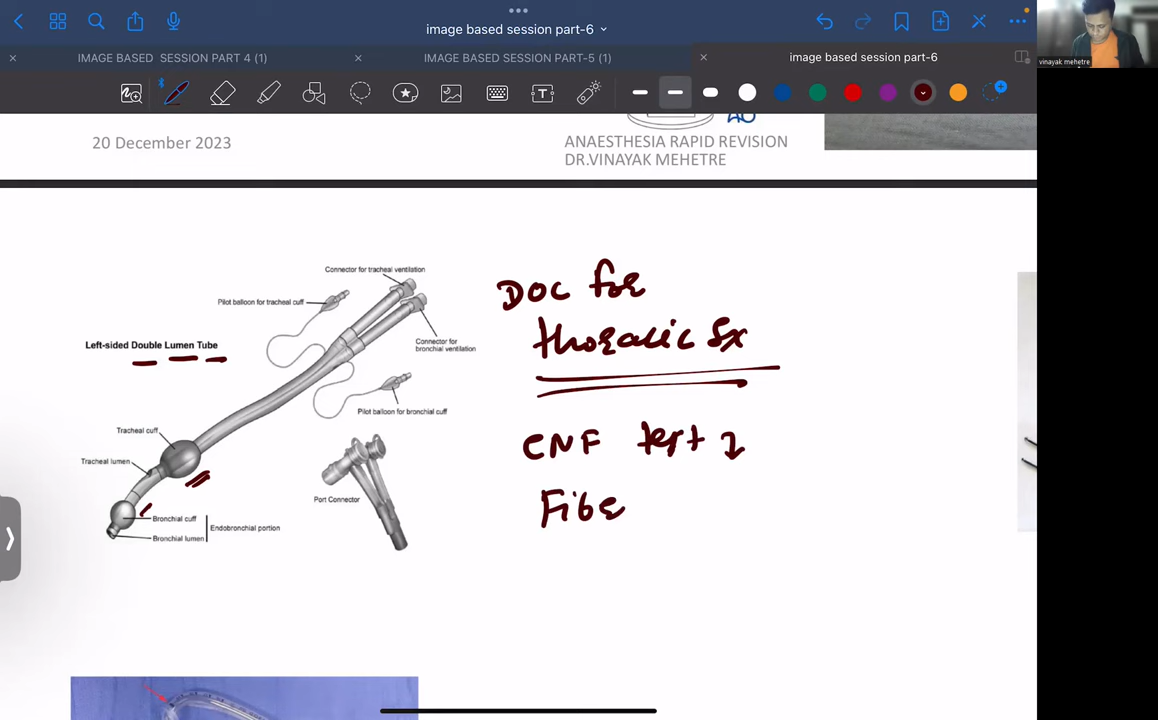 image based session part-6
IMAGE BASED SESSION PART 4 (1)
IMAGE BASED SESSION PART-5 (1)
image based session part-6
vinayak mehetre
20 December 2023
ANAESTHESIA RAPID REVISION
DR.VINAYAK MEHETRE
Connector for tracheal ventilation
Pilot balloon for tracheal cuff
Left-sided Double Lumen Tube
Connector for
bronchial ventilation
Pilot balloon for bronchial cuff
Tracheal cuff
Tracheal lumen
Port Connector
Bronchial cuff
Endobronchial portion
Bronchial lumen
DOC for
thoracic Sx
CNF test
Fibe